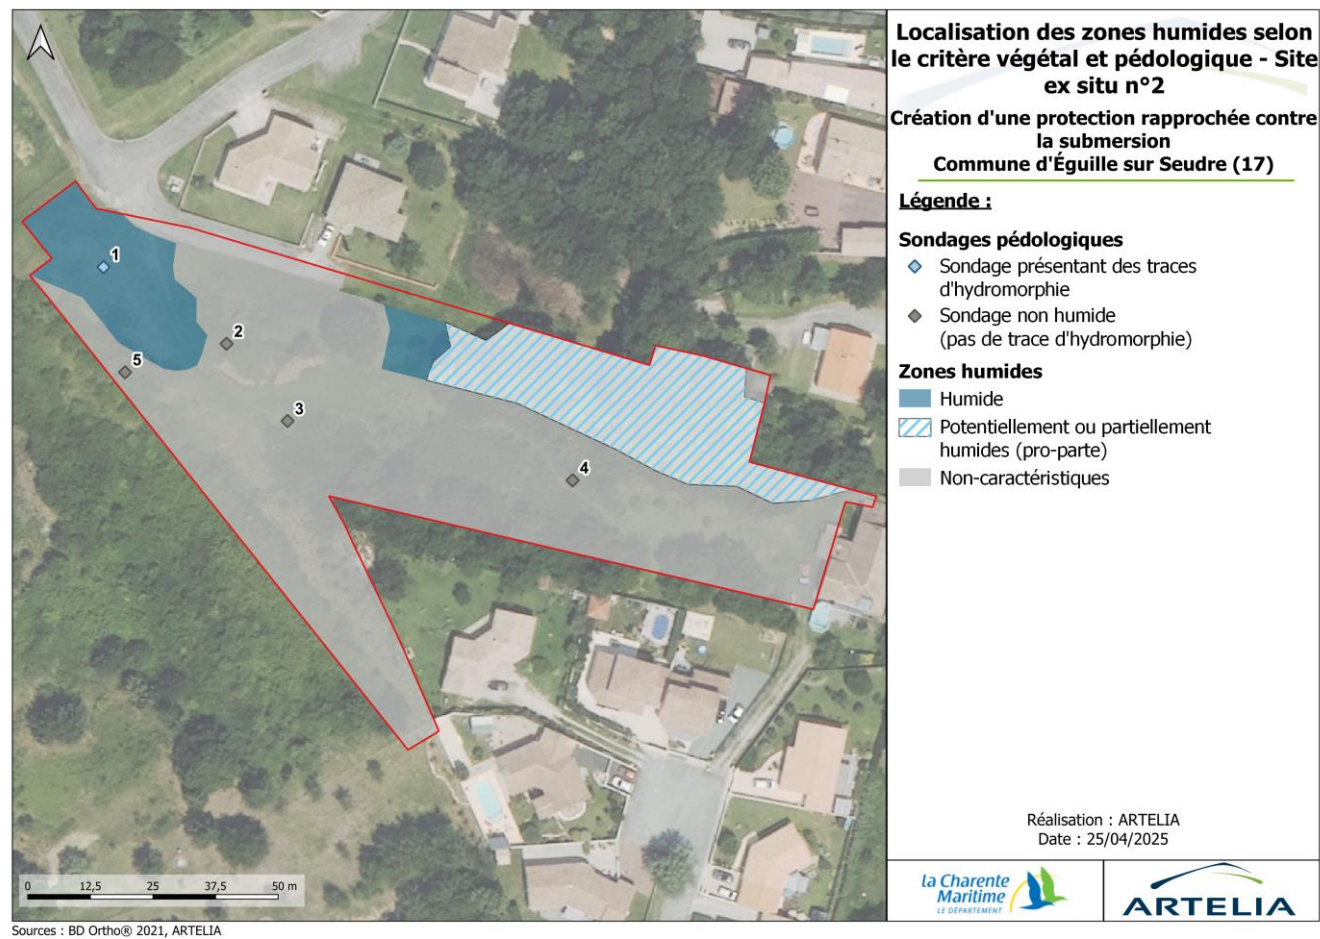 Localisation des zones humides selon
le critère végétal et pédologique - Site
ex situ n°2
Création d'une protection rapprochée contre
la submersion
Commune d'Éguille sur Seudre (17)
Légende :
Sondages pédologiques
Sondage présentant des traces
d'hydromorphie
Sondage non humide
(pas de trace d'hydromorphie)
Zones humides
Humide
Potentiellement ou partiellement
humides (pro-parte)
Non-caractéristiques
1
2
5
3
4
0 12,5 25 37,5 50 m
Réalisation : ARTELIA
Date : 25/04/2025
la Charente
Maritime
LE DÉPARTEMENT
ARTELIA
Sources : BD Ortho® 2021, ARTELIA